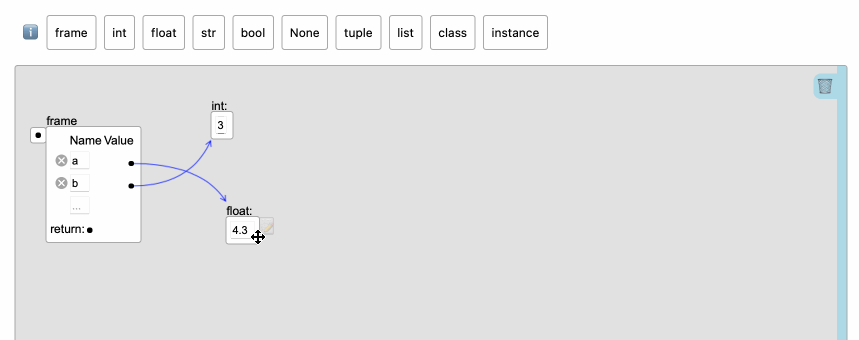 frame int float str bool None tuple list class instance
int:
3
frame
Name Value
a
b
...
return:
float:
4.3